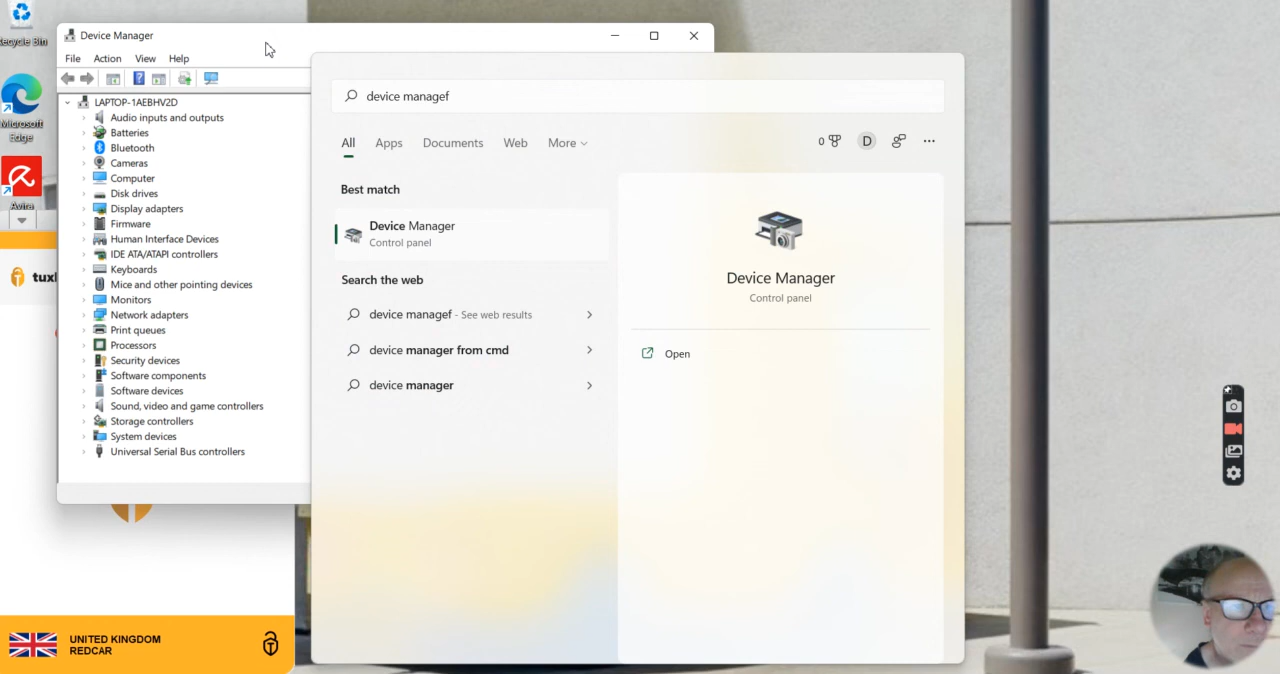 Recycle Bin
Microsoft
Edge
Avira
Device Manager
File Action View Help
LAPTOP-1AEBHV2D
Audio inputs and outputs
Batteries
Bluetooth
Cameras
Computer
Disk drives
Display adapters
Firmware
Human Interface Devices
IDE ATA/ATAPI controllers
Keyboards
Mice and other pointing devices
Monitors
Network adapters
Print queues
Processors
Security devices
Software components
Software devices
Sound, video and game controllers
Storage controllers
System devices
Universal Serial Bus controllers
device managef
All Apps Documents Web More
0 D
Best match
Device Manager
Control panel
Search the web
device managef - See web results
device manager from cmd
device manager
Device Manager
Control panel
Open
UNITED KINGDOM
REDCAR